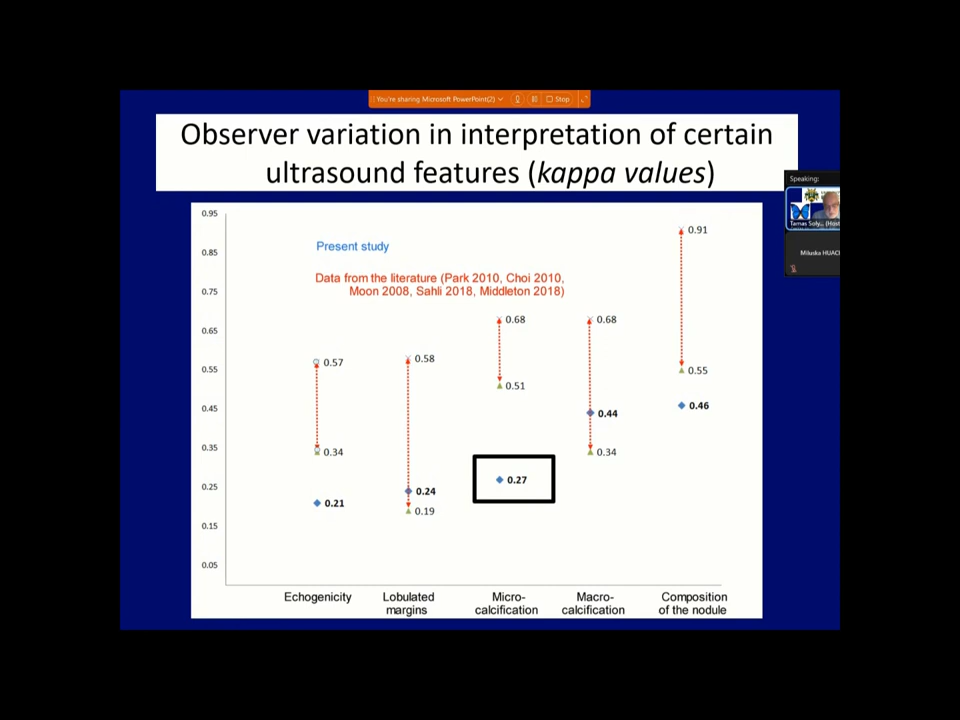 You're sharing Microsoft PowerPoint(2)
Stop
Observer variation in interpretation of certain
ultrasound features (kappa values)
Speaking:
Tamas Soly... (Host
Miluska HUACH
0.95
0.85
0.75
0.65
0.55
0.45
0.35
0.25
0.15
0.05
Present study
Data from the literature (Park 2010, Choi 2010,
Moon 2008, Sahli 2018, Middleton 2018)
0.57
0.34
0.21
0.58
0.24
0.19
0.68
0.51
0.27
0.68
0.44
0.34
0.91
0.55
0.46
Echogenicity
Lobulated
margins
Micro-
calcification
Macro-
calcification
Composition
of the nodule